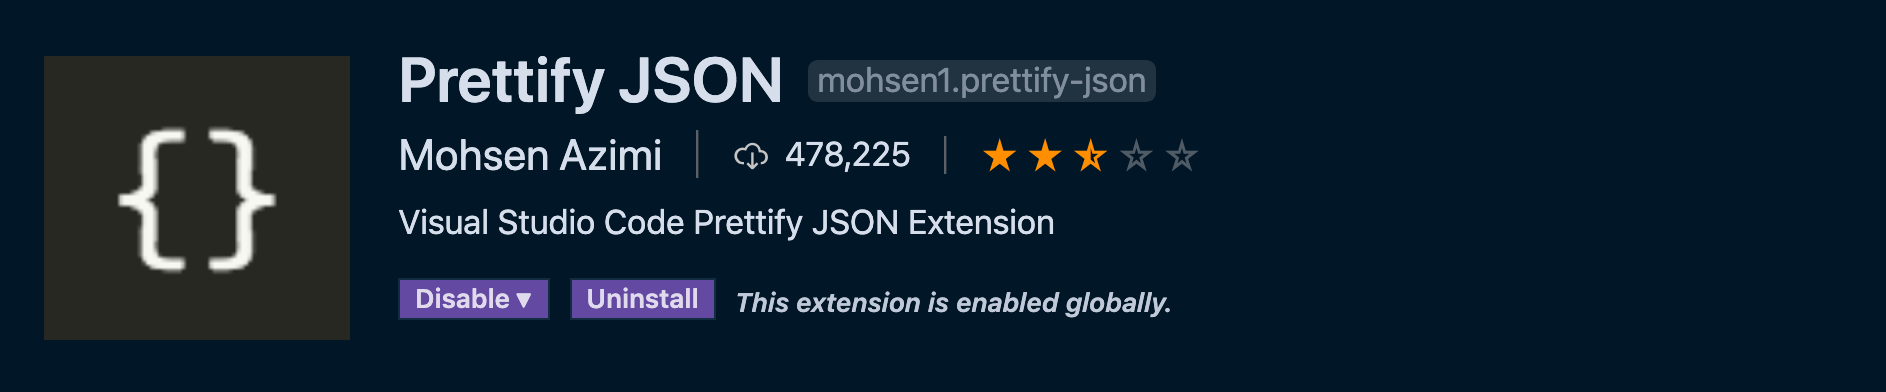 {}
Prettify JSON mohsen1.prettify-json
Mohsen Azimi | 478,225 | ★★⯪☆☆
Visual Studio Code Prettify JSON Extension
Disable ▾ Uninstall This extension is enabled globally.